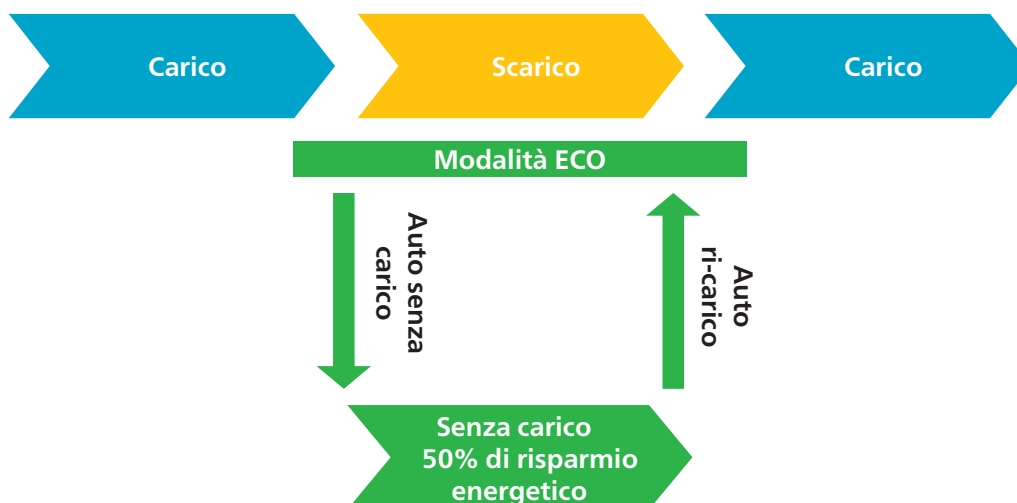 Carico
Scarico
Carico
Modalità ECO
Auto senza
carico
Auto
ri-carico
Senza carico
50% di risparmio
energetico